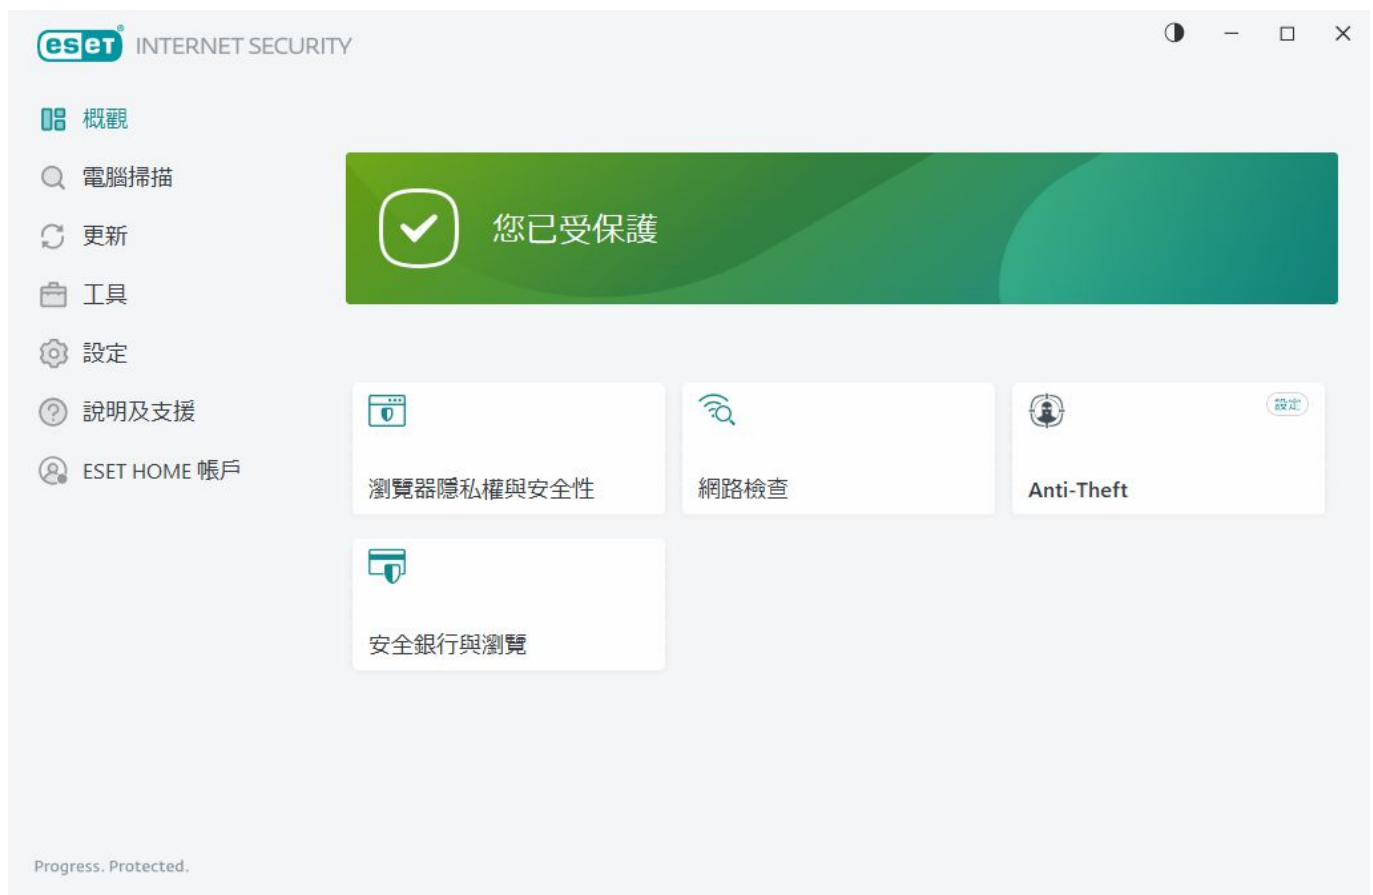 eset® INTERNET SECURITY
概觀
電腦掃描
更新
工具
設定
說明及支援
ESET HOME 帳戶
您已受保護
瀏覽器隱私權與安全性
網路檢查
設定
Anti-Theft
安全銀行與瀏覽
Progress. Protected.